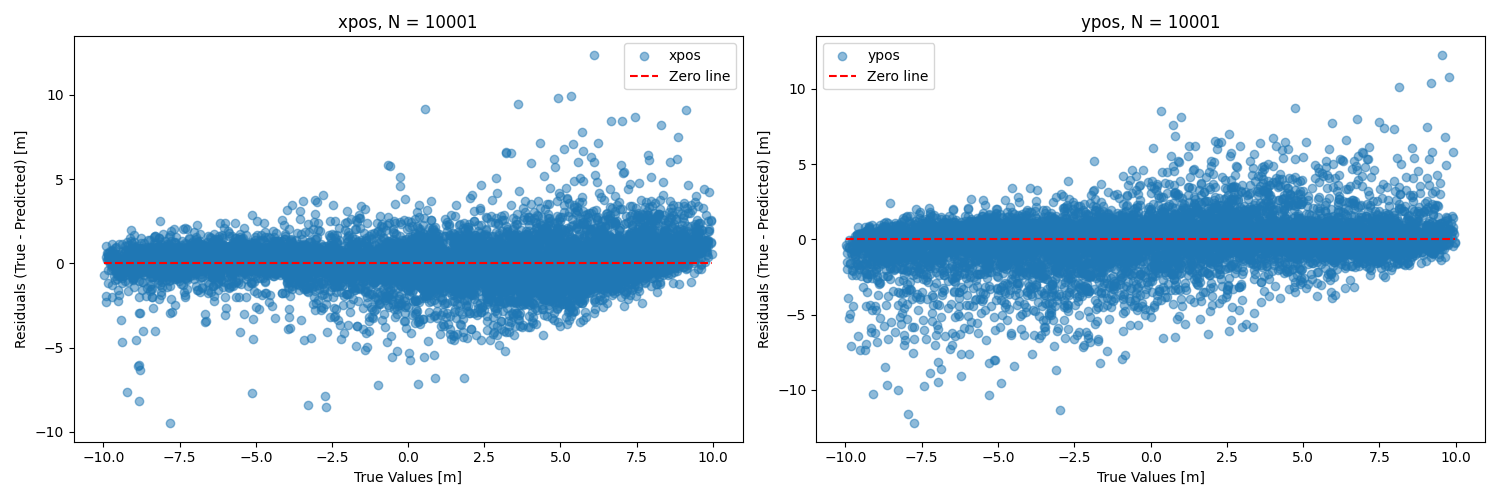 xpos, N = 10001
xpos
Zero line
Residuals (True - Predicted) [m]
10
5
0
−5
−10
−10.0 −7.5 −5.0 −2.5 0.0 2.5 5.0 7.5 10.0
True Values [m]
ypos, N = 10001
ypos
Zero line
Residuals (True - Predicted) [m]
10
5
0
−5
−10
−10.0 −7.5 −5.0 −2.5 0.0 2.5 5.0 7.5 10.0
True Values [m]